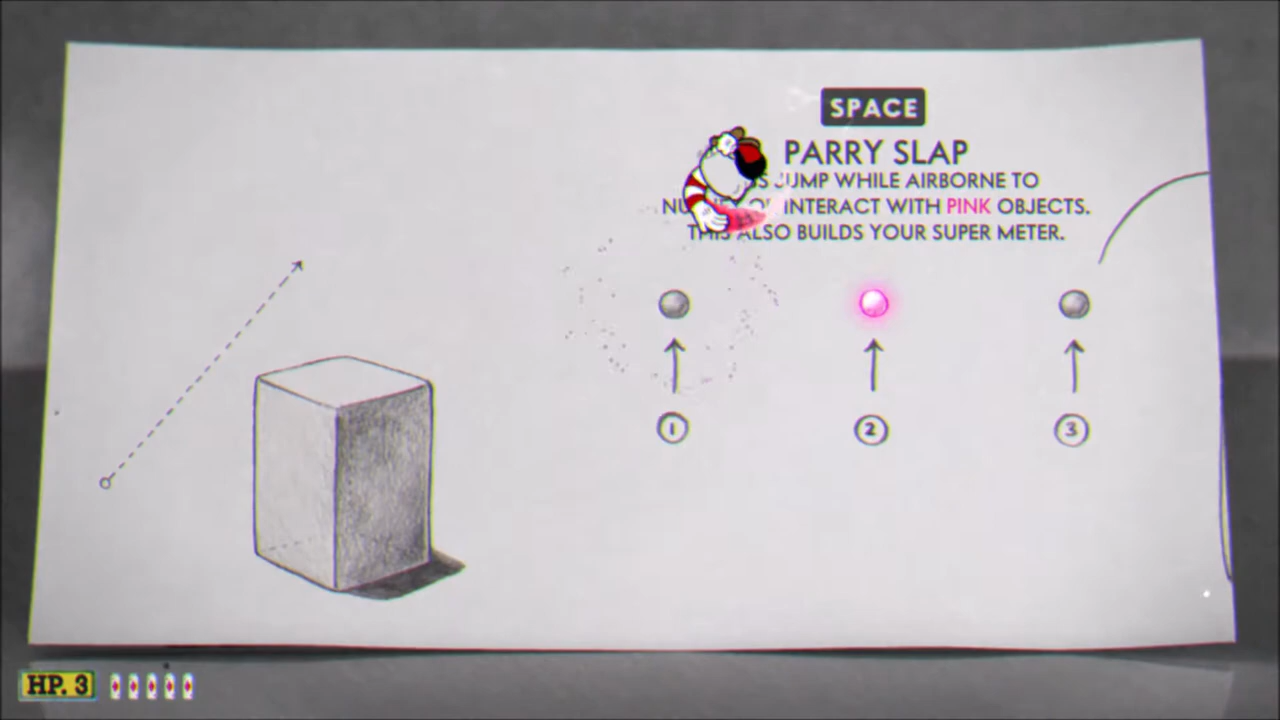 SPACE
PARRY SLAP
JUMP WHILE AIRBORNE TO
INTERACT WITH PINK OBJECTS.
THIS ALSO BUILDS YOUR SUPER METER.
1 2 3
HP. 3